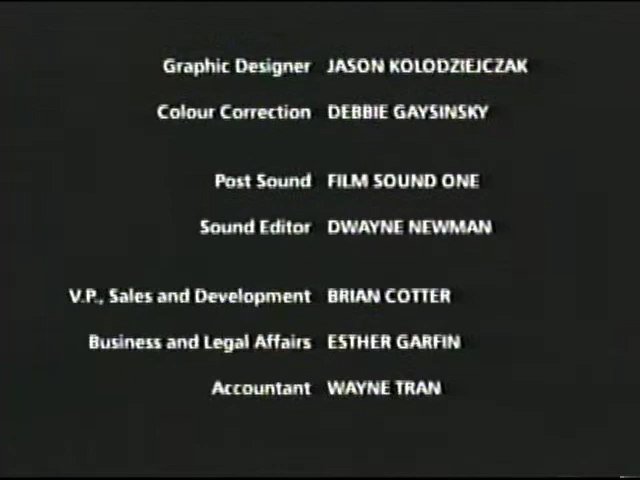 Graphic Designer JASON KOLODZIEJCZAK
Colour Correction DEBBIE GAYSINSKY
Post Sound FILM SOUND ONE
Sound Editor DWAYNE NEWMAN
V.P., Sales and Development BRIAN COTTER
Business and Legal Affairs ESTHER GARFIN
Accountant WAYNE TRAN